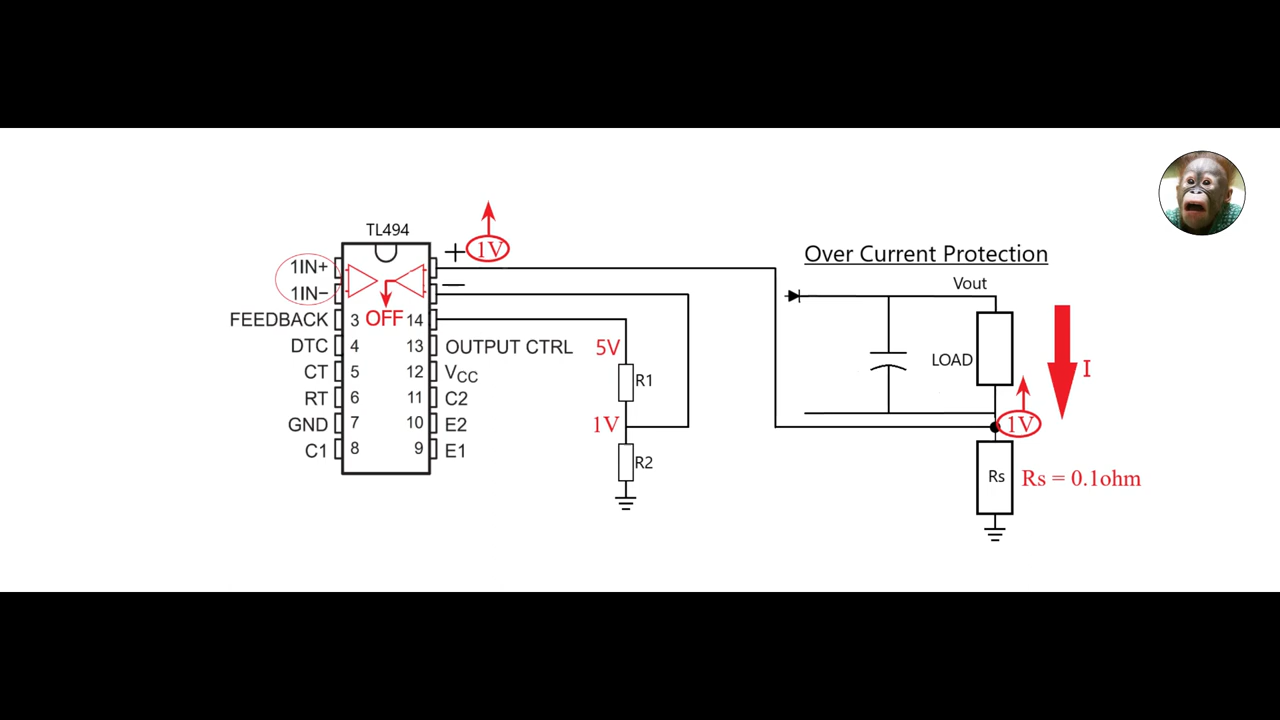 TL494
1IN+
1IN−
FEEDBACK
DTC
CT
RT
GND
C1
3
4
5
6
7
8
OFF
14
13
12
11
10
9
+
1V
−
OUTPUT CTRL
VCC
C2
E2
E1
5V
R1
1V
R2
Over Current Protection
Vout
LOAD
I
1V
Rs
Rs = 0.1ohm